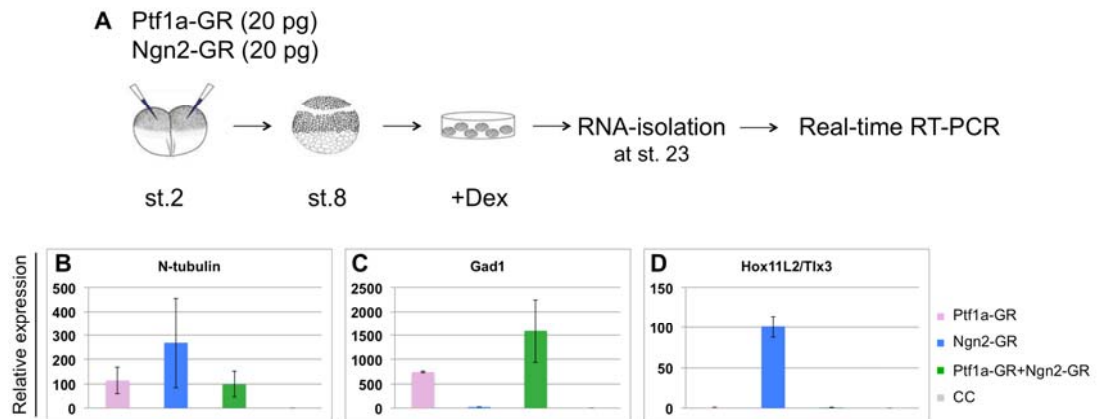 A Ptf1a-GR (20 pg)
Ngn2-GR (20 pg)
RNA-isolation
at st. 23
Real-time RT-PCR
st.2
st.8
+Dex
Relative expression
B N-tubulin
500
400
300
200
100
0
C Gad1
2500
2000
1500
1000
500
0
D Hox11L2/Tlx3
150
100
50
0
Ptf1a-GR
Ngn2-GR
Ptf1a-GR+Ngn2-GR
CC